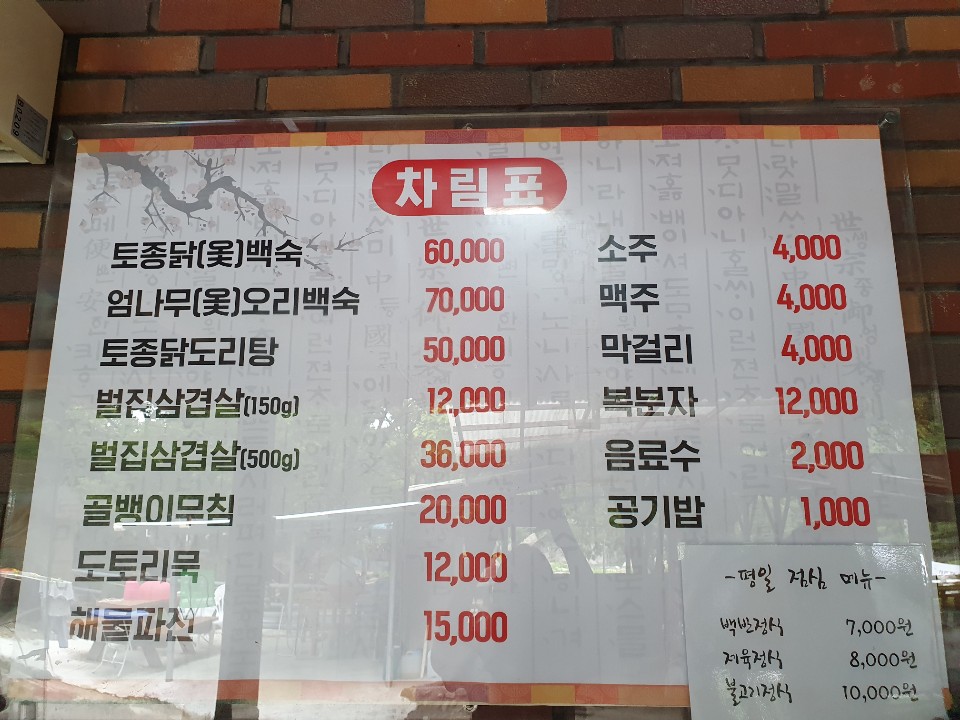 차림표
토종닭(옻)백숙 60,000
엄나무(옻)오리백숙 70,000
토종닭도리탕 50,000
벌집삼겹살(150g) 12,000
벌집삼겹살(500g) 36,000
골뱅이무침 20,000
도토리묵 12,000
해물파전 15,000
소주 4,000
맥주 4,000
막걸리 4,000
복분자 12,000
음료수 2,000
공기밥 1,000
-평일 점심 메뉴-
백반정식 7,000원
제육정식 8,000원
불고기정식 10,000원
B0209